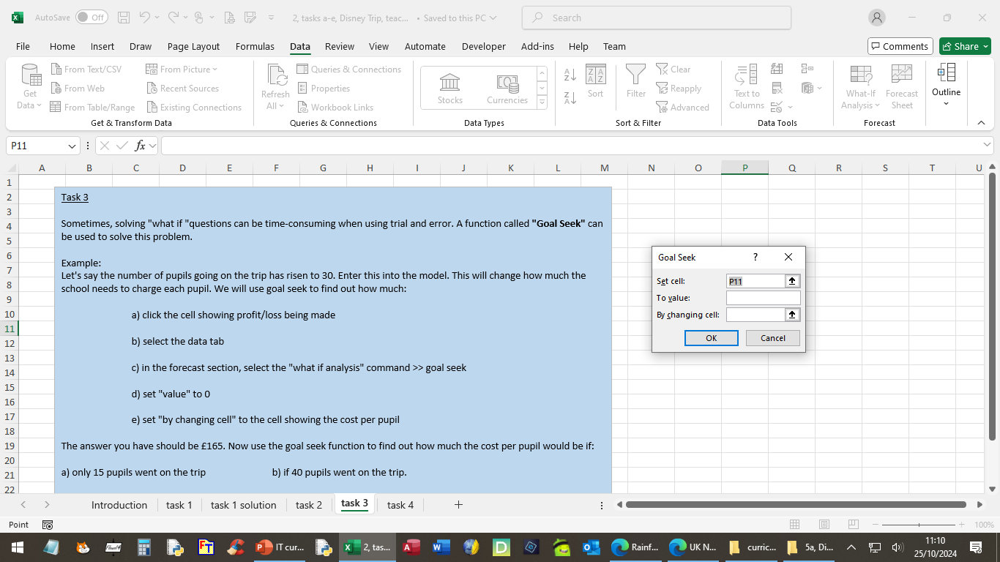 AutoSave Off 2, tasks a-e, Disney Trip, teac... • Saved to this PC Search
File Home Insert Draw Page Layout Formulas Data Review View Automate Developer Add-ins Help Team Comments Share
From Text/CSV From Picture Queries & Connections Clear
From Web Recent Sources Properties Reapply
From Table/Range Existing Connections Workbook Links Advanced
Get Data
Refresh All
Stocks Currencies
Sort Filter
Text to Columns
What-If Analysis
Forecast Sheet
Outline
Get & Transform Data Queries & Connections Data Types Sort & Filter Data Tools Forecast
P11 fx
A B C D E F G H I J K L M N O P Q R S T U
1
2
3
4
5
6
7
8
9
10
11
12
13
14
15
16
17
18
19
20
21
22
Task 3
Sometimes, solving "what if "questions can be time-consuming when using trial and error. A function called "Goal Seek" can
be used to solve this problem.
Example:
Let's say the number of pupils going on the trip has risen to 30. Enter this into the model. This will change how much the
school needs to charge each pupil. We will use goal seek to find out how much:
a) click the cell showing profit/loss being made
b) select the data tab
c) in the forecast section, select the "what if analysis" command >> goal seek
d) set "value" to 0
e) set "by changing cell" to the cell showing the cost per pupil
The answer you have should be £165. Now use the goal seek function to find out how much the cost per pupil would be if:
a) only 15 pupils went on the trip b) if 40 pupils went on the trip.
Goal Seek ?
Set cell: P11
To value:
By changing cell:
OK Cancel
Introduction task 1 task 1 solution task 2 task 3 task 4
Point 100%
IT cur... 2, tas... Rainf... UK N... curric... 5a, Di... 11:10
25/10/2024